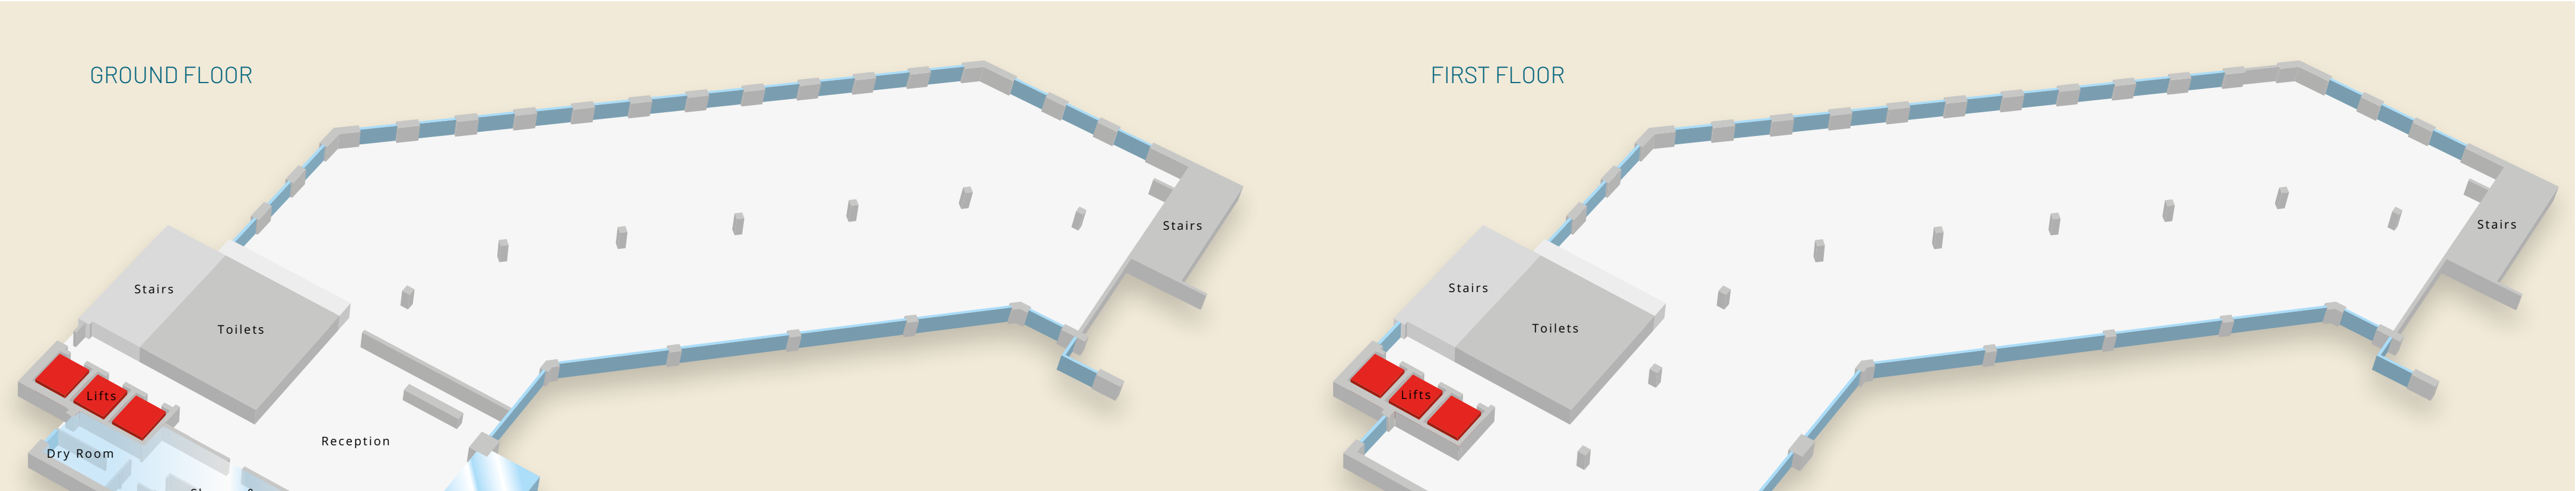 GROUND FLOOR
FIRST FLOOR
Stairs
Stairs
Stairs
Stairs
Toilets
Toilets
Lifts
Lifts
Reception
Dry Room